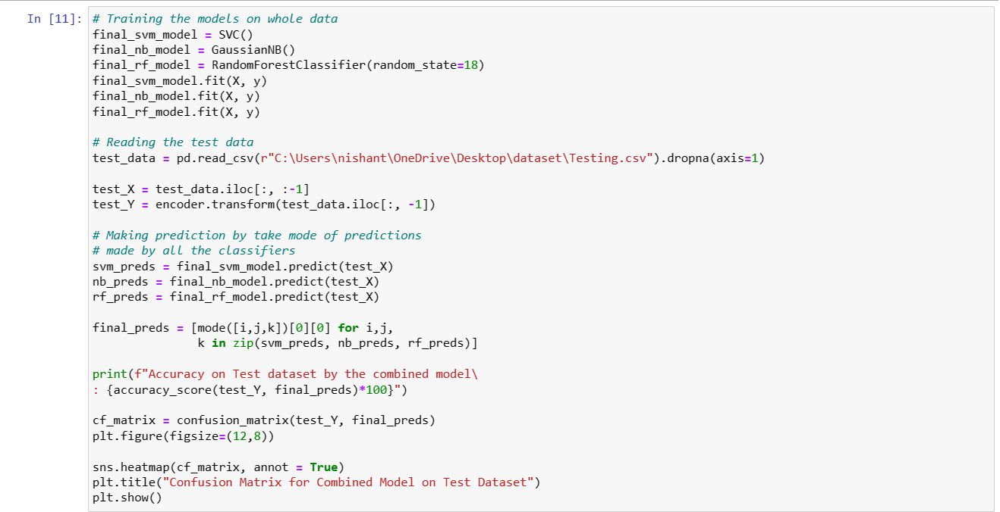 In [11]: # Training the models on whole data
final_svm_model = SVC()
final_nb_model = GaussianNB()
final_rf_model = RandomForestClassifier(random_state=18)
final_svm_model.fit(X, y)
final_nb_model.fit(X, y)
final_rf_model.fit(X, y)

# Reading the test data
test_data = pd.read_csv(r"C:\Users\nishant\OneDrive\Desktop\dataset\Testing.csv").dropna(axis=1)

test_X = test_data.iloc[:, :-1]
test_Y = encoder.transform(test_data.iloc[:, -1])

# Making prediction by take mode of predictions
# made by all the classifiers
svm_preds = final_svm_model.predict(test_X)
nb_preds = final_nb_model.predict(test_X)
rf_preds = final_rf_model.predict(test_X)

final_preds = [mode([i,j,k])[0][0] for i,j,
               k in zip(svm_preds, nb_preds, rf_preds)]

print(f"Accuracy on Test dataset by the combined model\
: {accuracy_score(test_Y, final_preds)*100}")

cf_matrix = confusion_matrix(test_Y, final_preds)
plt.figure(figsize=(12,8))

sns.heatmap(cf_matrix, annot = True)
plt.title("Confusion Matrix for Combined Model on Test Dataset")
plt.show()